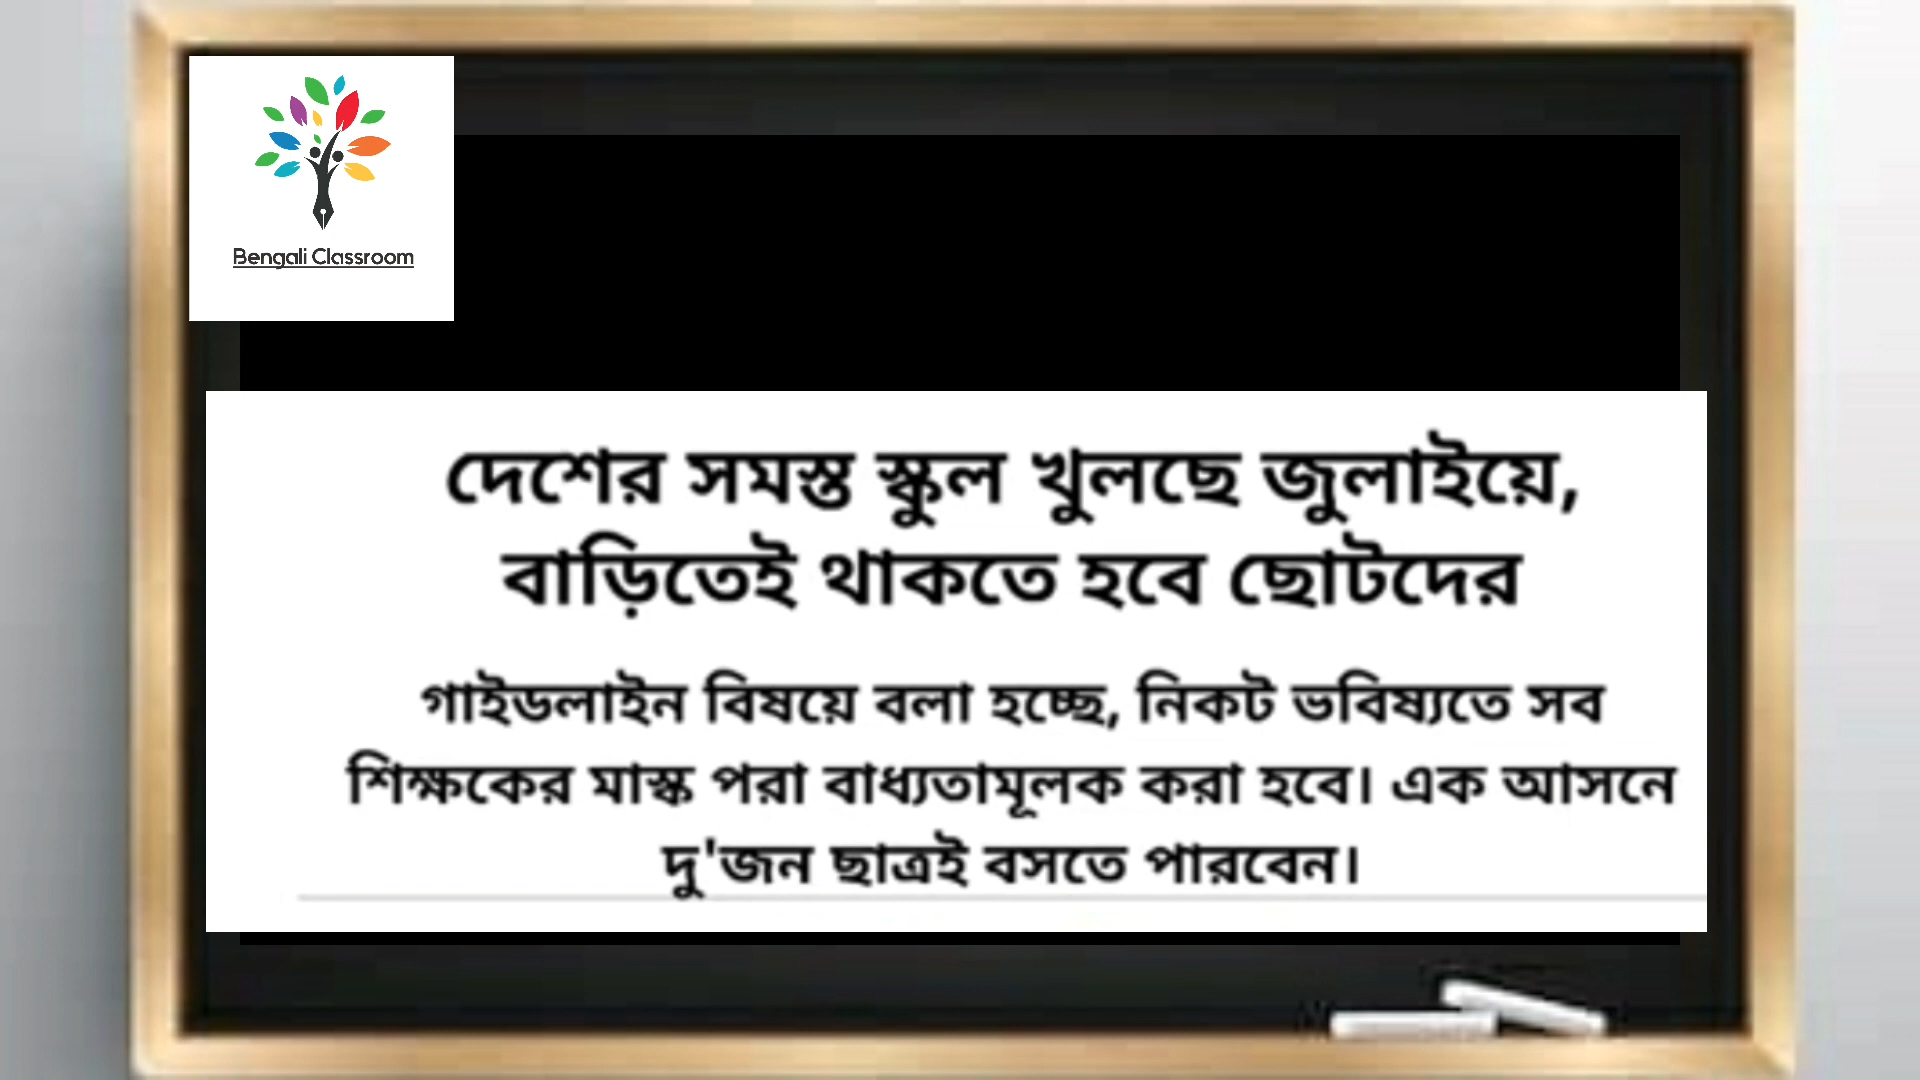 Bengali Classroom
দেশের সমস্ত স্কুল খুলছে জুলাইয়ে,
বাড়িতেই থাকতে হবে ছোটদের
গাইডলাইন বিষয়ে বলা হচ্ছে, নিকট ভবিষ্যতে সব
শিক্ষকের মাস্ক পরা বাধ্যতামূলক করা হবে। এক আসনে
দু'জন ছাত্রই বসতে পারবেন।